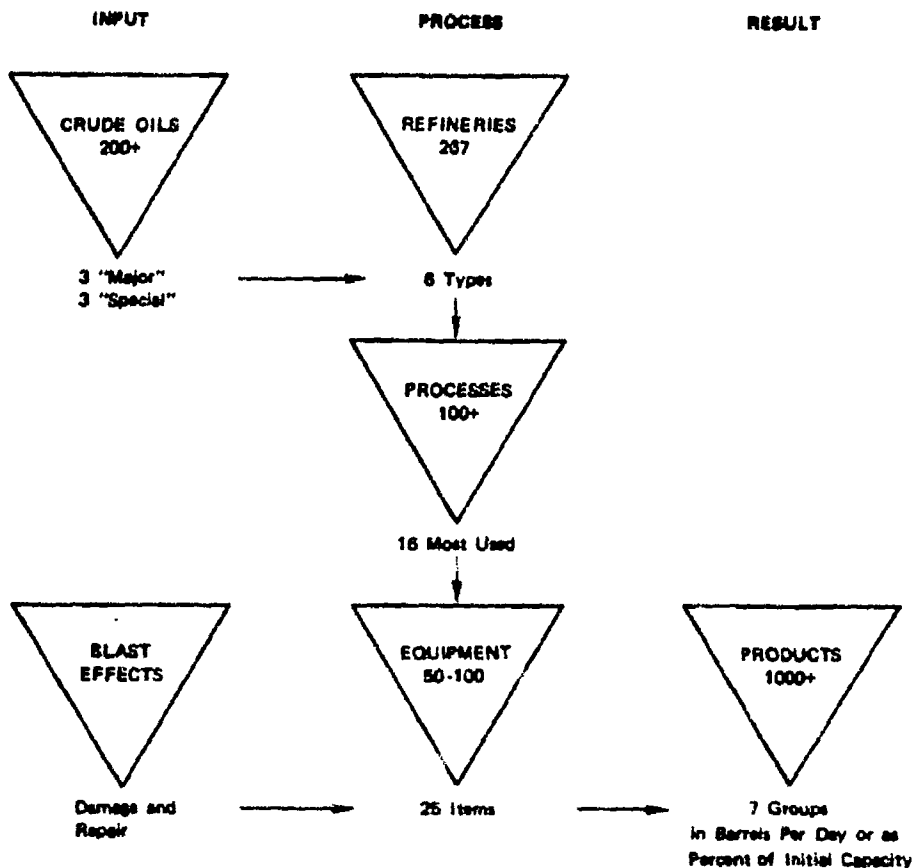 INPUT
PROCESS
RESULT
CRUDE OILS
200+
REFINERIES
267
3 "Major"
3 "Special"
6 Types
PROCESSES
100+
16 Most Used
BLAST
EFFECTS
EQUIPMENT
50-100
PRODUCTS
1000+
Damage and
Repair
25 Items
7 Groups
in Barrels Per Day or as
Percent of Initial Capacity